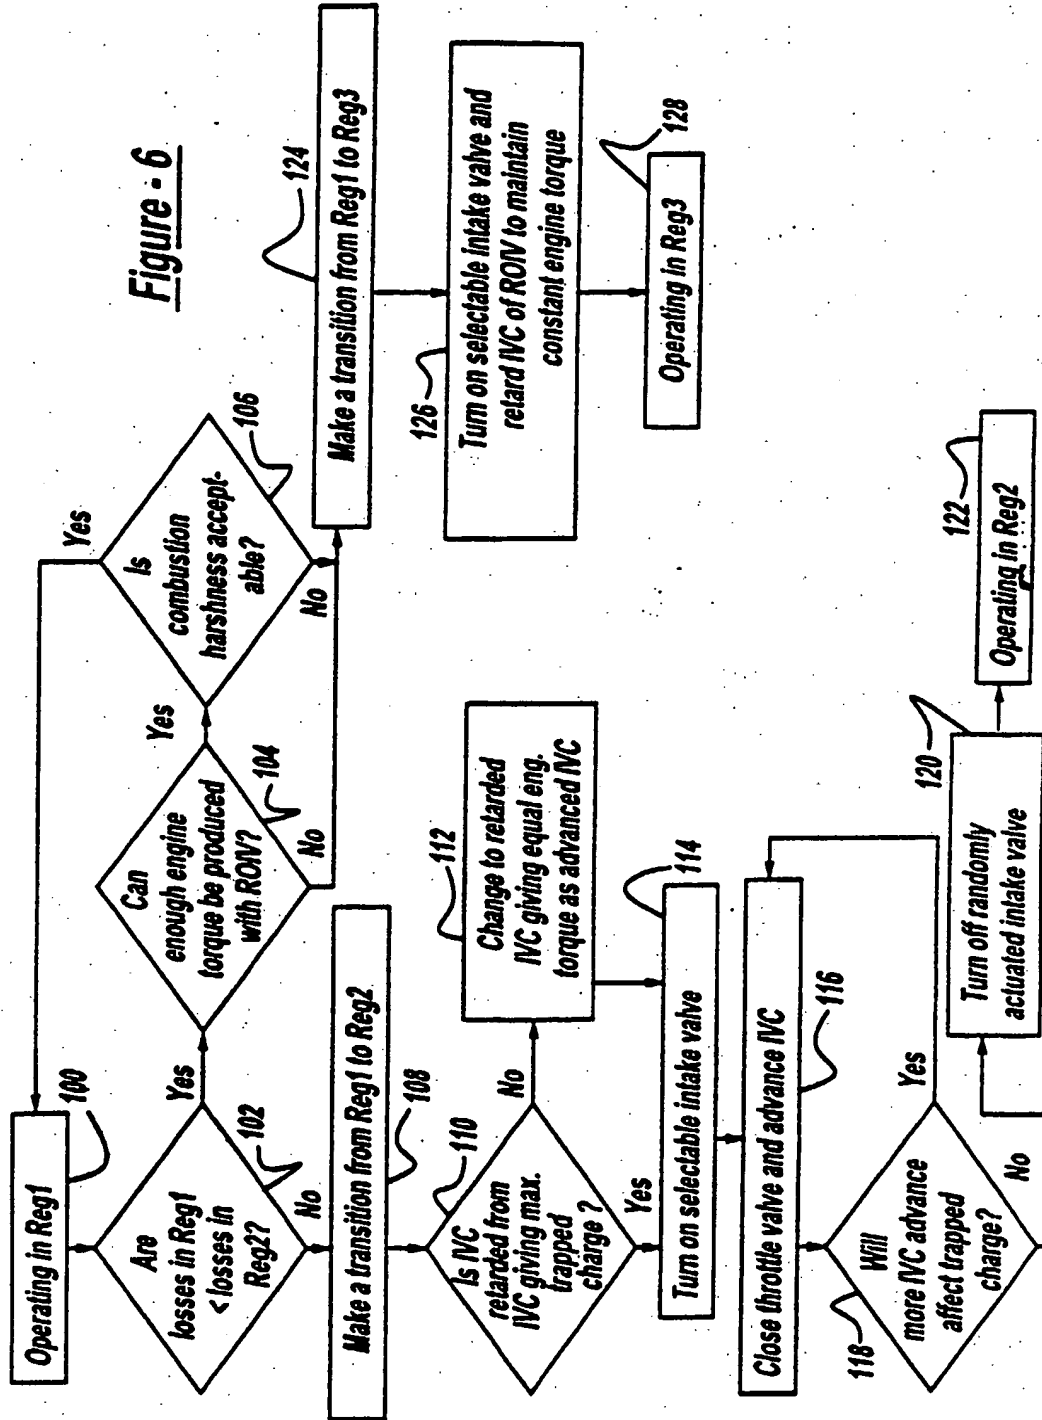 Figure - 6
Operating in Reg1
100
Are
losses in Reg1
< losses in
Reg2?
102
Yes
No
Can
enough engine
torque be produced
with ROIV?
104
Yes
No
Is
combustion
harshness accept-
able?
106
Yes
No
Make a transition from Reg1 to Reg2
108
Is IVC
retarded from
IVC giving max.
trapped
charge ?
110
No
Yes
Change to retarded
IVC giving equal eng.
torque as advanced IVC
112
Turn on selectable intake valve
114
Close throttle valve and advance IVC
116
Will
more IVC advance
affect trapped
charge?
118
Yes
No
Turn off randomly
actuated intake valve
120
Operating in Reg2
122
Make a transition from Reg1 to Reg3
124
Turn on selectable intake valve and
retard IVC of ROIV to maintain
constant engine torque
126
Operating in Reg3
128